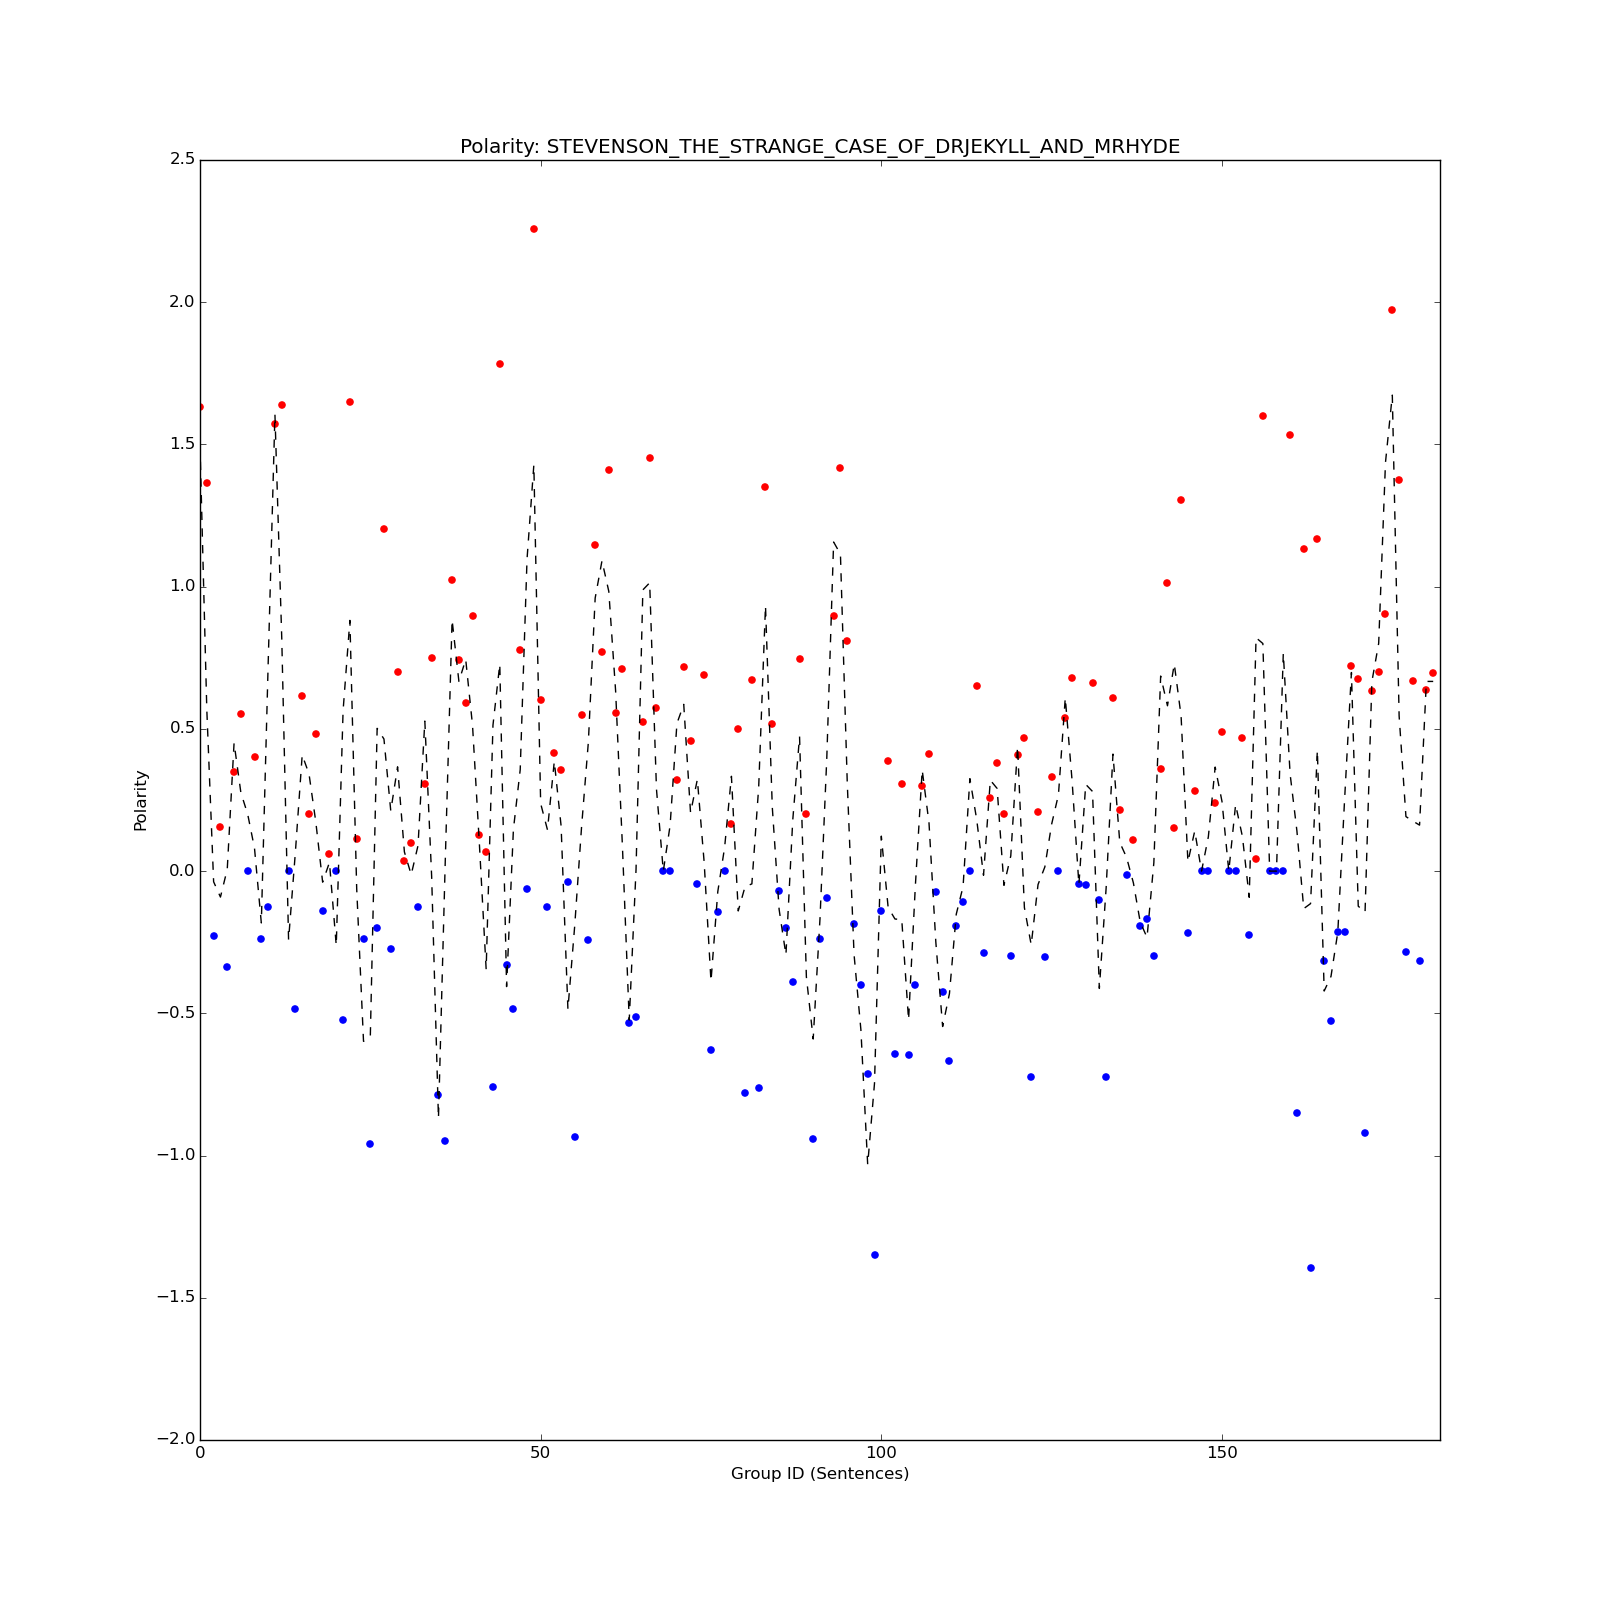 Polarity: STEVENSON_THE_STRANGE_CASE_OF_DRJEKYLL_AND_MRHYDE
2.5
2.0
1.5
1.0
0.5
0.0
−0.5
−1.0
−1.5
−2.0
Polarity
0 50 100 150
Group ID (Sentences)